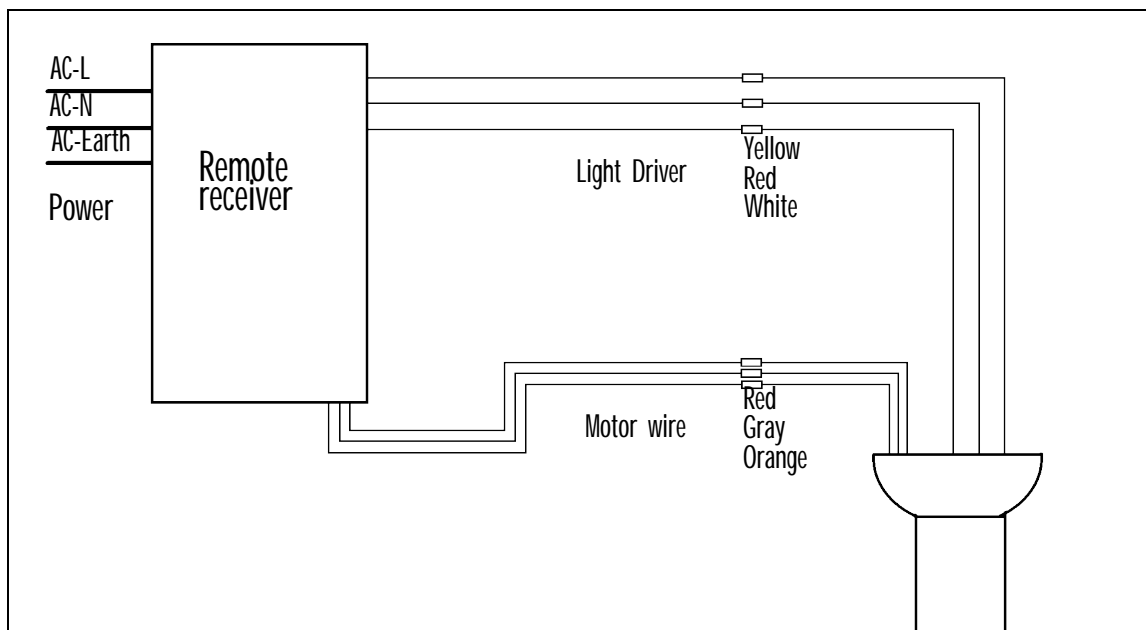 AC-L
AC-N
AC-Earth
Power
Remote
receiver
Light Driver
Yellow
Red
White
Motor wire
Red
Gray
Orange